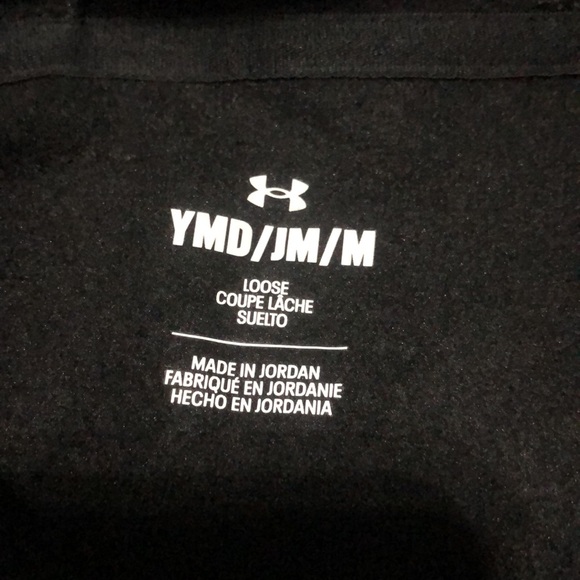 YMD/JM/M
LOOSE
COUPE LÂCHE
SUELTO
MADE IN JORDAN
FABRIQUÉ EN JORDANIE
HECHO EN JORDANIA